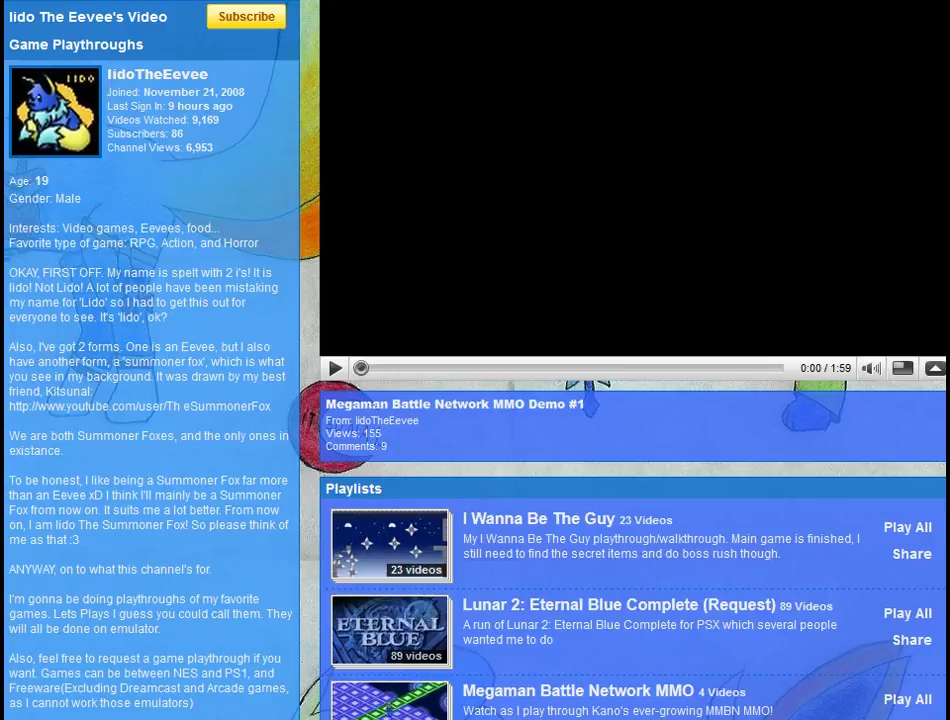 Iido The Eevee's Video
Subscribe
Game Playthroughs
IIDO
IidoTheEevee
Joined: November 21, 2008
Last Sign In: 9 hours ago
Videos Watched: 9,169
Subscribers: 86
Channel Views: 6,953
Age: 19
Gender: Male
Interests: Video games, Eevees, food...
Favorite type of game: RPG, Action, and Horror
OKAY, FIRST OFF. My name is spelt with 2 i's! It is
Iido! Not Lido! A lot of people have been mistaking
my name for 'Lido' so I had to get this out for
everyone to see. It's 'Iido', ok?
Also, I've got 2 forms. One is an Eevee, but I also
have another form, a 'summoner fox', which is what
you see in my background. It was drawn by my best
friend, Kitsunal:
http://www.youtube.com/user/Th eSummonerFox
We are both Summoner Foxes, and the only ones in
existance.
To be honest, I like being a Summoner Fox far more
than an Eevee xD I think I'll mainly be a Summoner
Fox from now on. It suits me a lot better. From now
on, I am Iido The Summoner Fox! So please think of
me as that :3
ANYWAY, on to what this channel's for.
I'm gonna be doing playthroughs of my favorite
games. Lets Plays I guess you could call them. They
will all be done on emulator.
Also, feel free to request a game playthrough if you
want. Games can be between NES and PS1, and
Freeware(Excluding Dreamcast and Arcade games,
as I cannot work those emulators)
0:00 / 1:59
Megaman Battle Network MMO Demo #1
From: IidoTheEevee
Views: 155
Comments: 9
Playlists
23 videos
I Wanna Be The Guy 23 Videos
My I Wanna Be The Guy playthrough/walkthrough. Main game is finished, I
still need to find the secret items and do boss rush though.
Play All
Share
ETERNAL
BLUE
89 videos
Lunar 2: Eternal Blue Complete (Request) 89 Videos
A run of Lunar 2: Eternal Blue Complete for PSX which several people
wanted me to do
Play All
Share
Megaman Battle Network MMO 4 Videos
Watch as I play through Kano's ever-growing MMBN MMO!
Play All